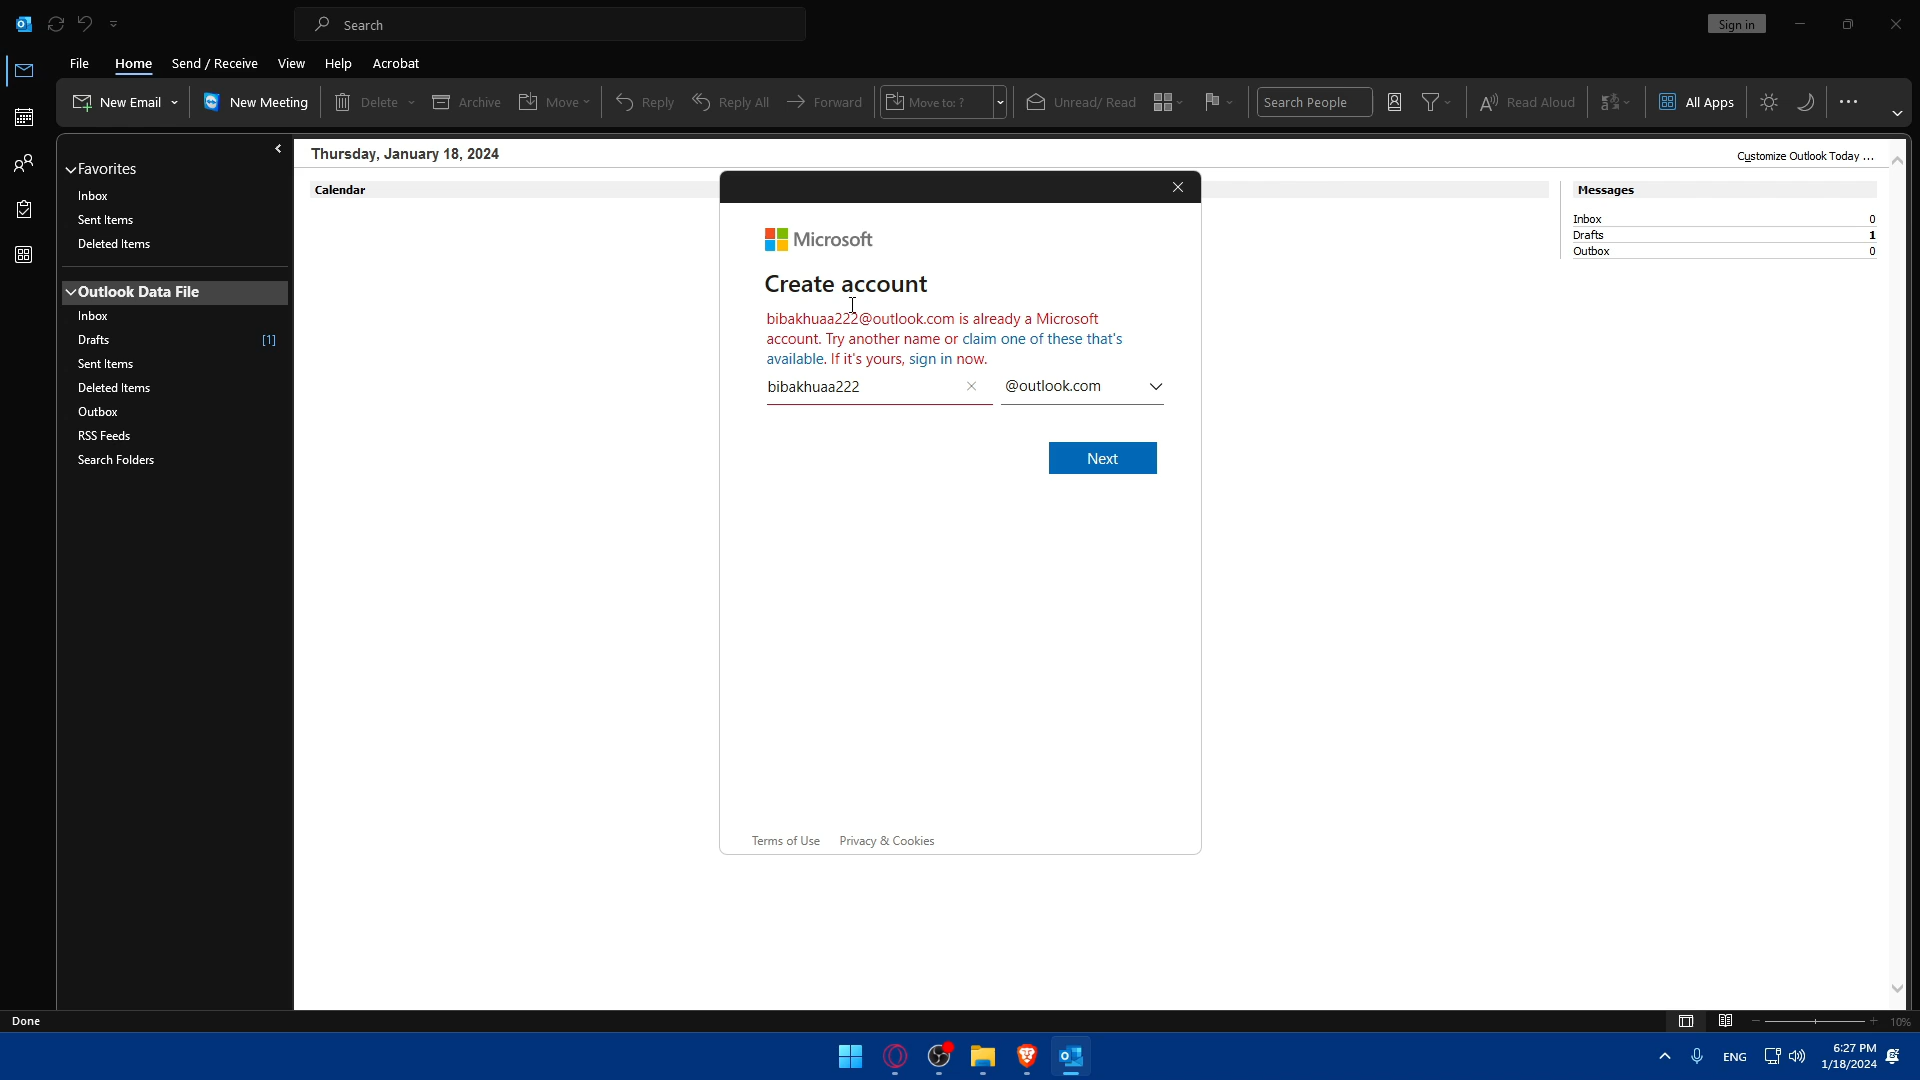 Search
Sign in
File Home Send / Receive View Help Acrobat
New Email New Meeting Delete Archive Move Reply Reply All Forward Move to: ? Unread/ Read Search People Read Aloud All Apps
Favorites
Inbox
Sent Items
Deleted Items
Outlook Data File
Inbox
Drafts [1]
Sent Items
Deleted Items
Outbox
RSS Feeds
Search Folders
Thursday, January 18, 2024
Customize Outlook Today ...
Calendar
Messages
Inbox 0
Drafts 1
Outbox 0
Microsoft
Create account
bibakhuaa222@outlook.com is already a Microsoft
account. Try another name or claim one of these that's
available. If it's yours, sign in now.
bibakhuaa222 @outlook.com
Next
Terms of Use Privacy & Cookies
Done
10%
ENG
6:27 PM
1/18/2024